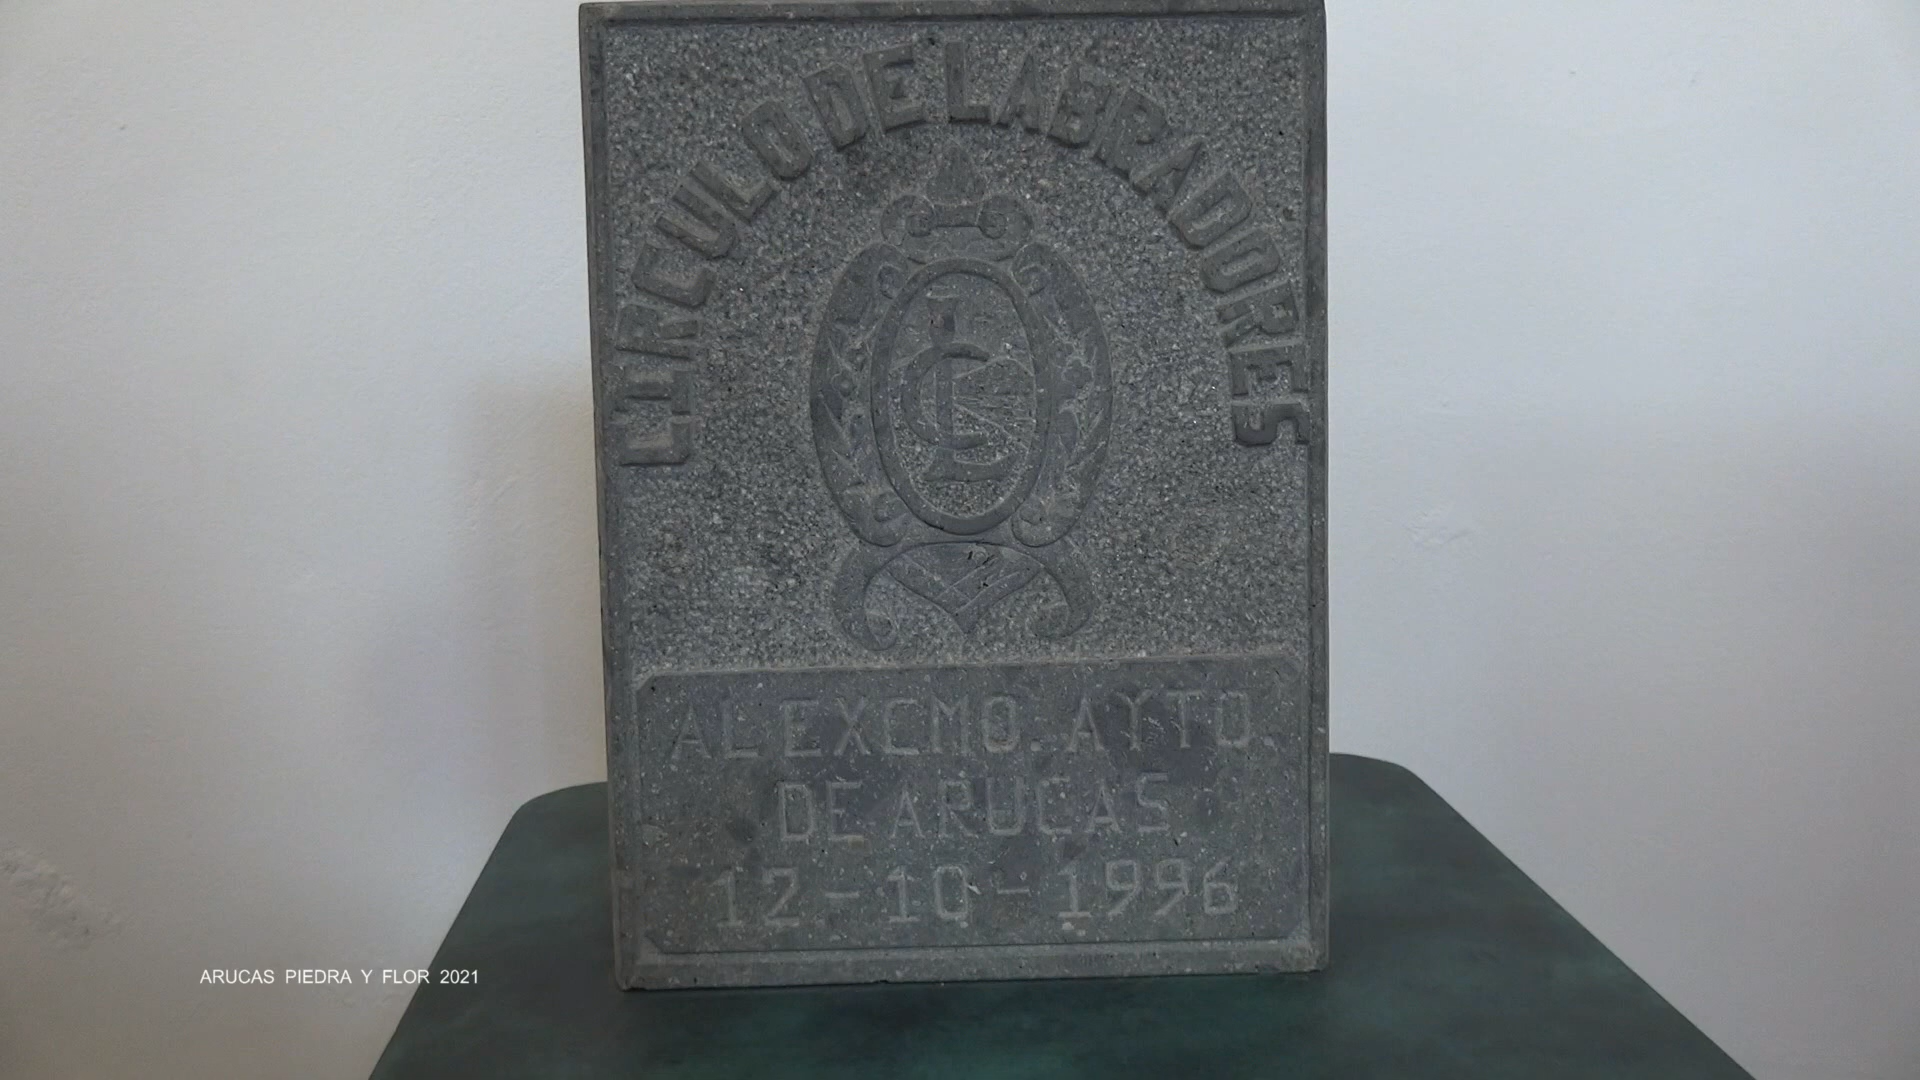 CIRCULO DE LABRADORES
AL EXCMO. AYTO.
DE ARUCAS
12-10-1996
ARUCAS PIEDRA Y FLOR 2021